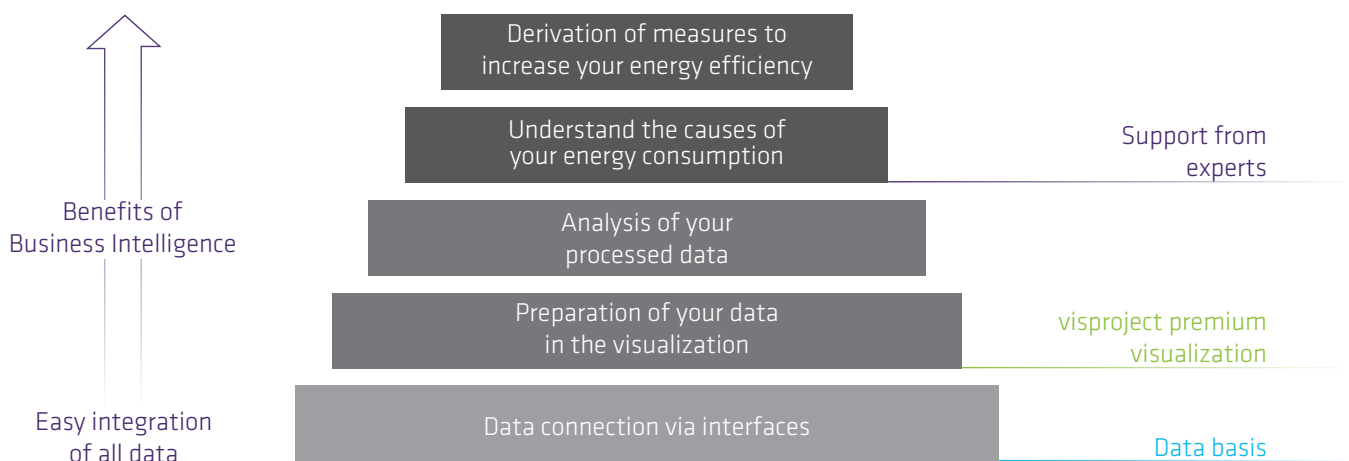 Derivation of measures to
increase your energy efficiency
Understand the causes of
your energy consumption
Support from
experts
Benefits of
Business Intelligence
Analysis of your
processed data
Preparation of your data
in the visualization
visproject premium
visualization
Easy integration
of all data
Data connection via interfaces
Data basis